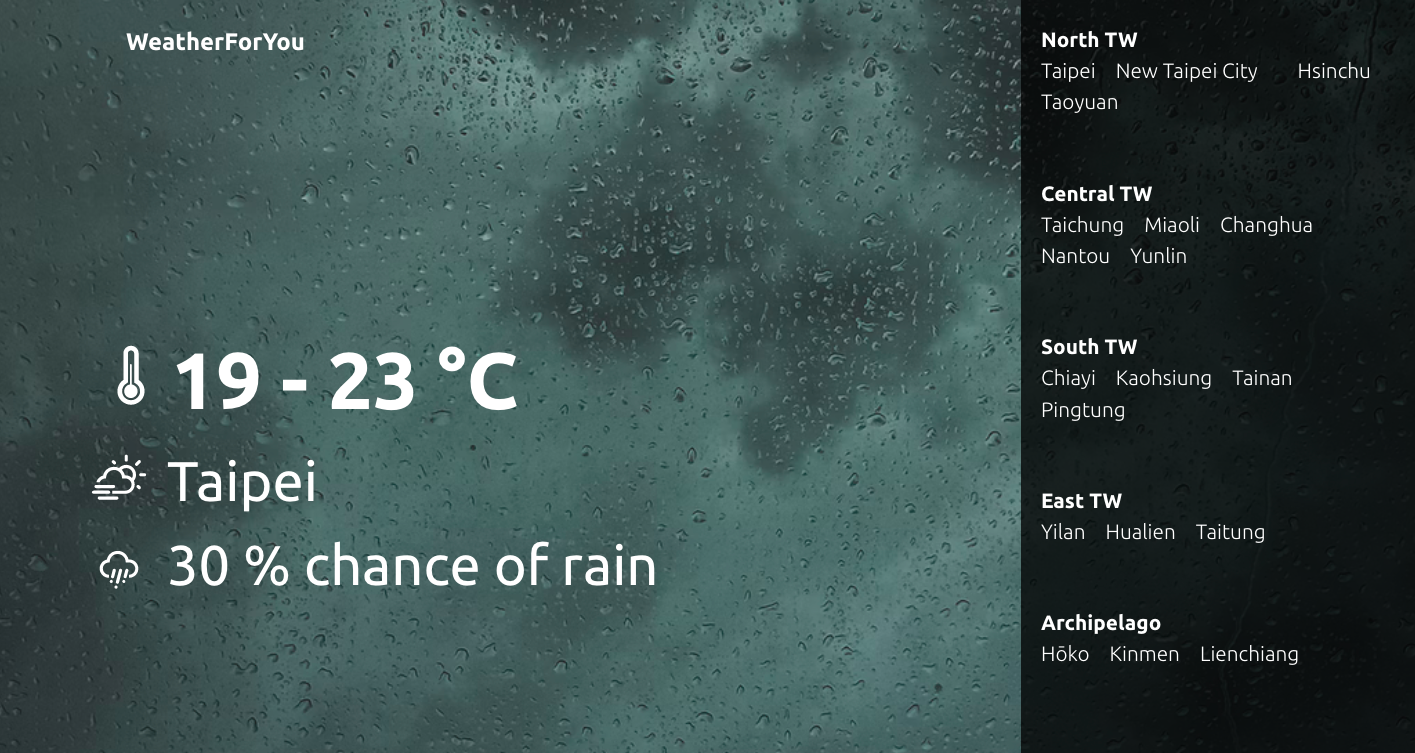 WeatherForYou
19 - 23 °C
Taipei
30 % chance of rain
North TW
Taipei New Taipei City Hsinchu
Taoyuan
Central TW
Taichung Miaoli Changhua
Nantou Yunlin
South TW
Chiayi Kaohsiung Tainan
Pingtung
East TW
Yilan Hualien Taitung
Archipelago
Hōko Kinmen Lienchiang